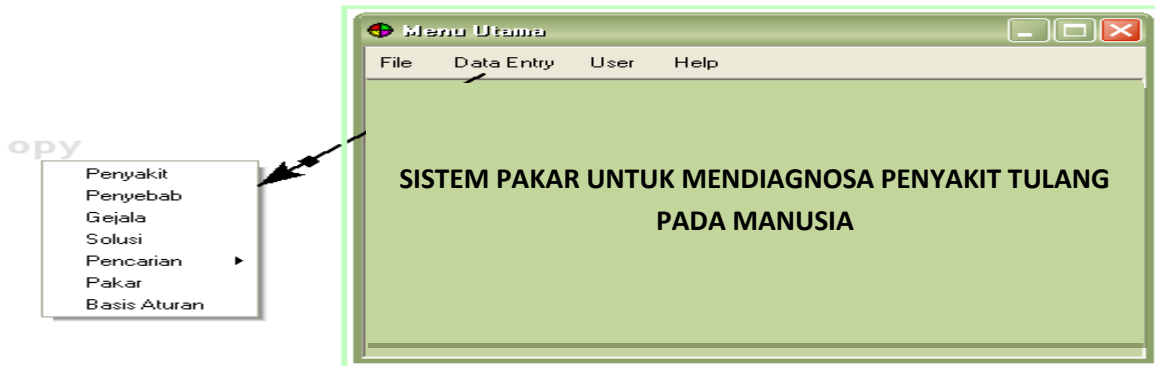 Menu Utama
File Data Entry User Help
opy
Penyakit
Penyebab
Gejala
Solusi
Pencarian
Pakar
Basis Aturan
SISTEM PAKAR UNTUK MENDIAGNOSA PENYAKIT TULANG
PADA MANUSIA